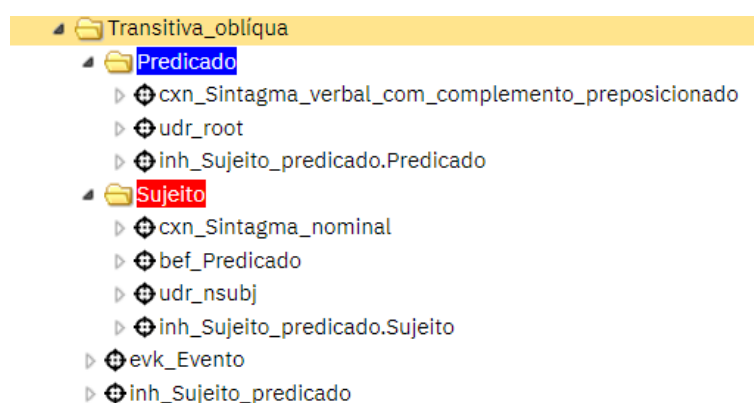 Transitiva_oblíqua
Predicado
cxn_Sintagma_verbal_com_complemento_preposicionado
udr_root
inh_Sujeito_predicado.Predicado
Sujeito
cxn_Sintagma_nominal
bef_Predicado
udr_nsubj
inh_Sujeito_predicado.Sujeito
evk_Evento
inh_Sujeito_predicado